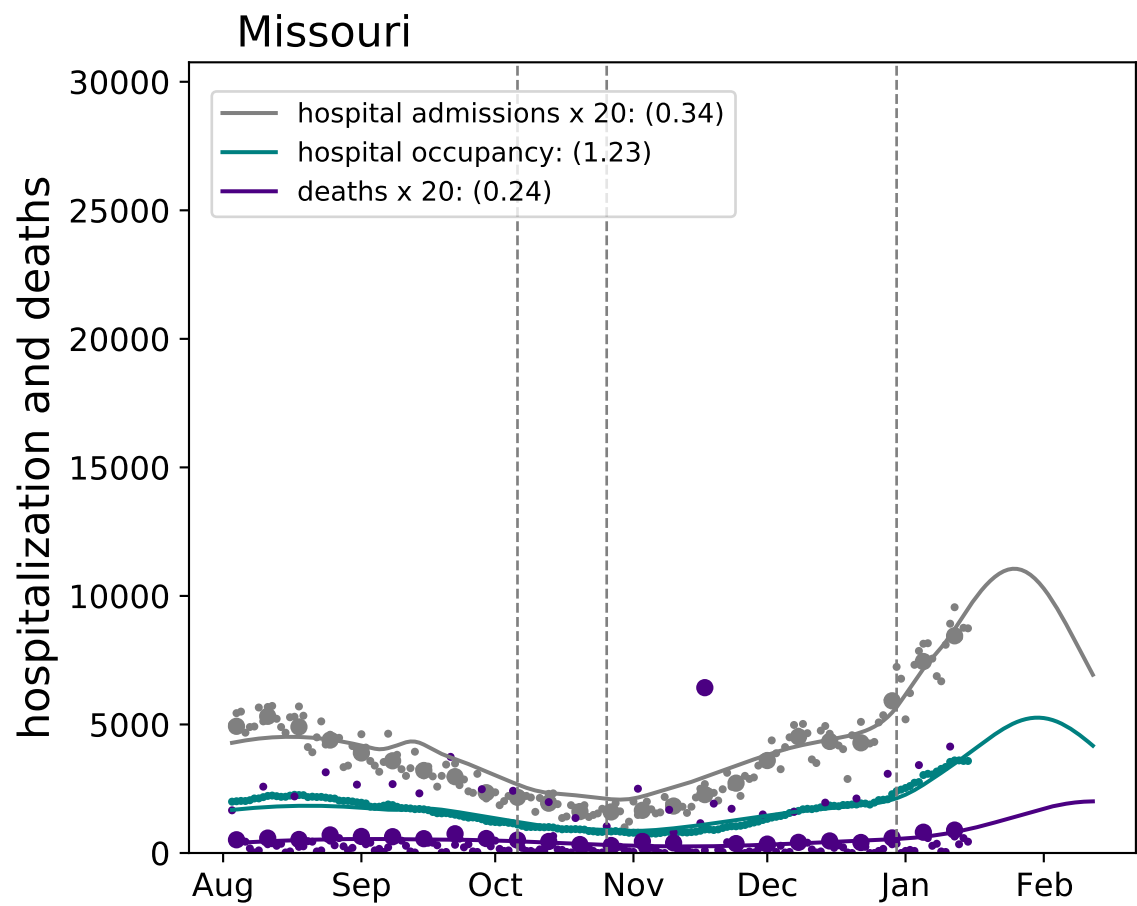 Missouri
hospitalization and deaths
30000
25000
20000
15000
10000
5000
0
hospital admissions x 20: (0.34)
hospital occupancy: (1.23)
deaths x 20: (0.24)
Aug Sep Oct Nov Dec Jan Feb